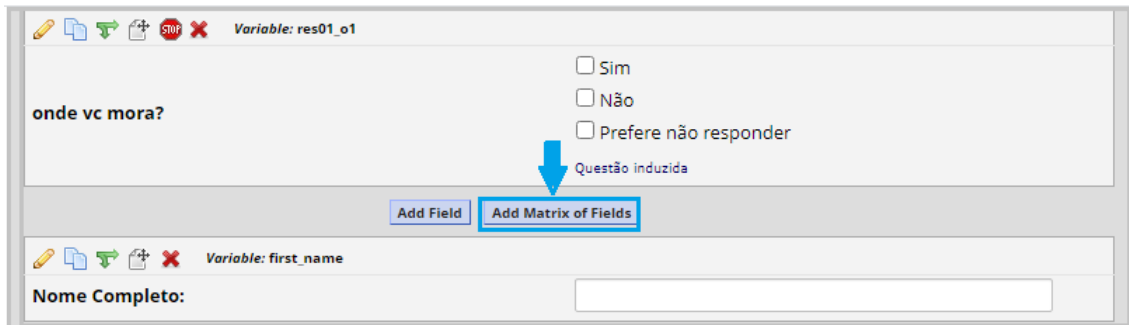 STOP Variable: res01_o1
onde vc mora?
Sim
Não
Prefere não responder
Questão induzida
Add Field Add Matrix of Fields
Variable: first_name
Nome Completo: